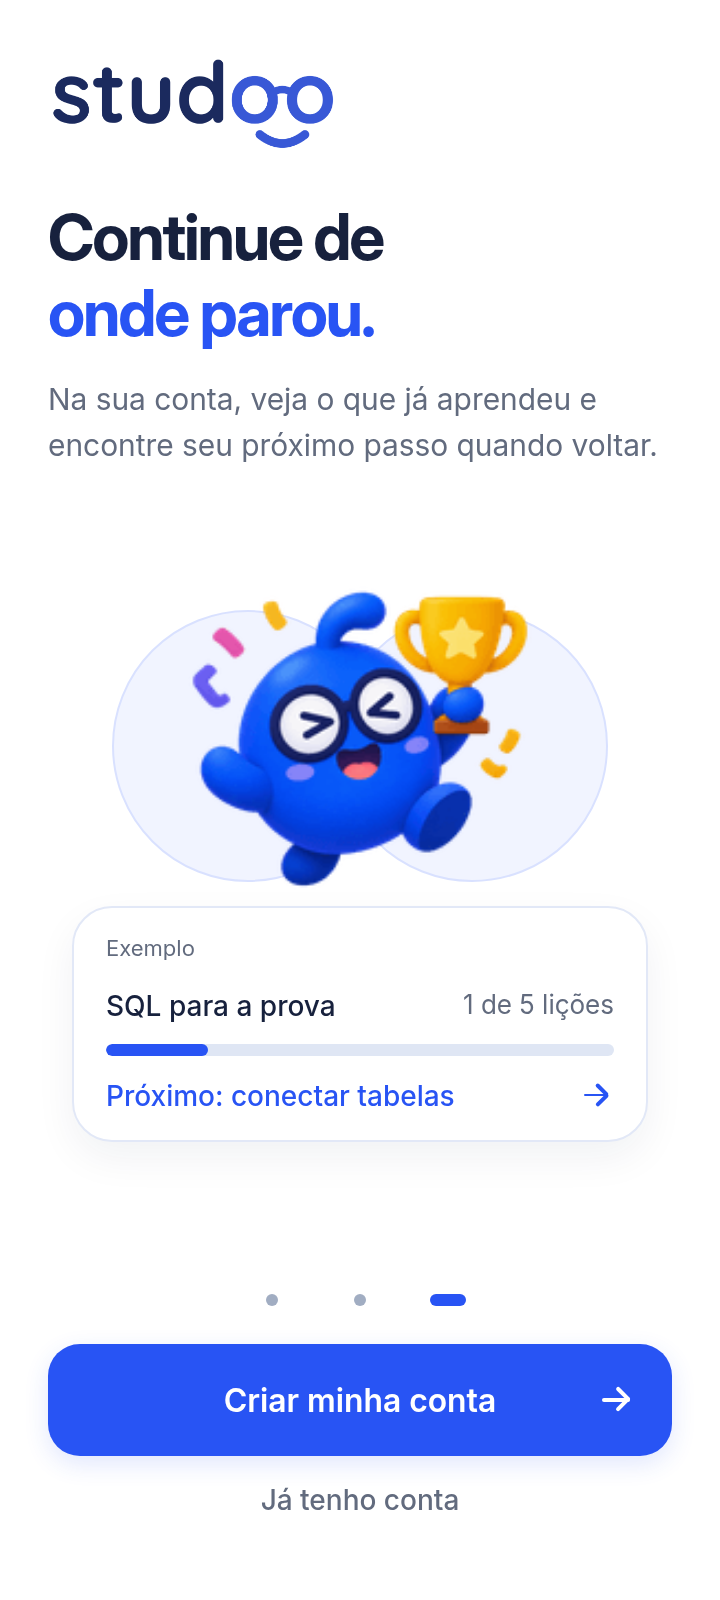 studoo
Continue de
onde parou.
Na sua conta, veja o que já aprendeu e
encontre seu próximo passo quando voltar.
Exemplo
SQL para a prova
1 de 5 lições
Próximo: conectar tabelas
Criar minha conta
Já tenho conta